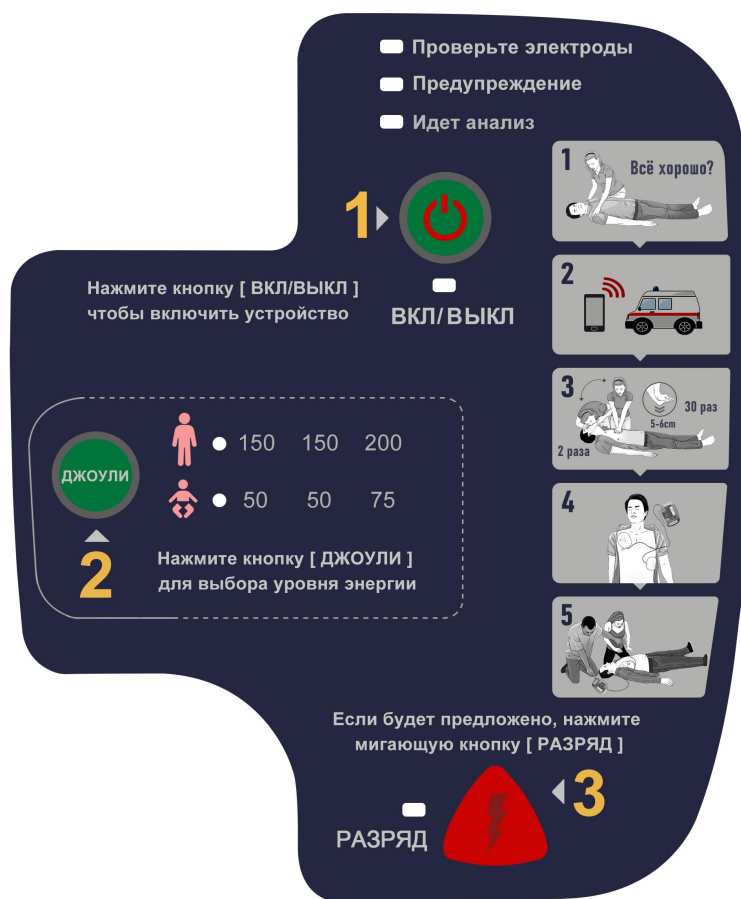 Проверьте электроды
Предупреждение
Идет анализ
1
Нажмите кнопку [ ВКЛ/ВЫКЛ ]
чтобы включить устройство
ВКЛ/ВЫКЛ
1
Всё хорошо?
2
3
30 раз
5-6cm
2 раза
4
5
ДЖОУЛИ
150 150 200
50 50 75
2
Нажмите кнопку [ ДЖОУЛИ ]
для выбора уровня энергии
Если будет предложено, нажмите
мигающую кнопку [ РАЗРЯД ]
3
РАЗРЯД